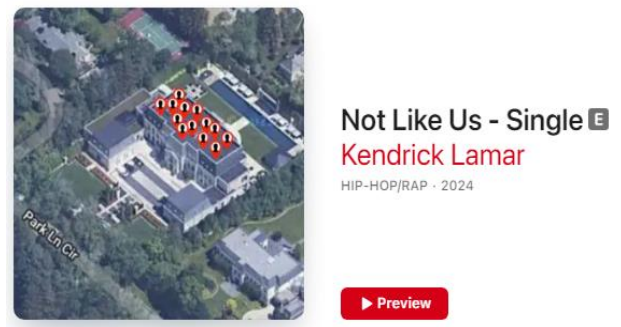 Park Ln Cir
Not Like Us - Single E
Kendrick Lamar
HIP-HOP/RAP · 2024
Preview